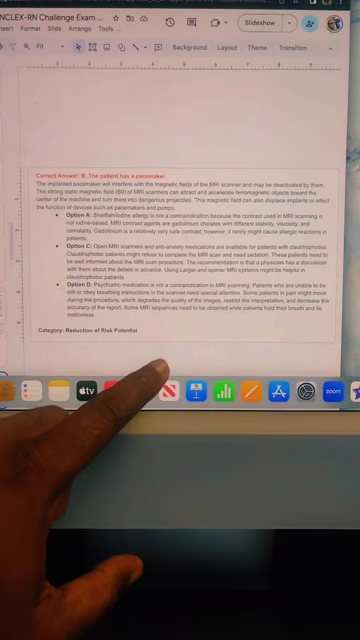 NCLEX-RN Challenge Exam ...
Insert Format Slide Arrange Tools ...
Slideshow
Fit
Background Layout Theme Transition
1 2 3 4 5 6 7 8 9
Correct Answer: B. The patient has a pacemaker.
The implanted pacemaker will interfere with the magnetic fields of the MRI scanner and may be deactivated by them.
The strong static magnetic field (B0) of MRI scanners can attract and accelerate ferromagnetic objects toward the
center of the machine and turn them into dangerous projectiles. This magnetic field can also displace implants or affect
the function of devices such as pacemakers and pumps.
• Option A: Shellfish/iodine allergy is not a contraindication because the contrast used in MRI scanning is
not iodine-based. MRI contrast agents are gadolinium chelates with different stability, viscosity, and
osmolality. Gadolinium is a relatively very safe contrast; however, it rarely might cause allergic reactions in
patients.
• Option C: Open MRI scanners and anti-anxiety medications are available for patients with claustrophobia.
Claustrophobic patients might refuse to complete the MRI scan and need sedation. These patients need to
be well informed about the MRI scan procedure. The recommendation is that a physician has a discussion
with them about the details in advance. Using Larger and opener MRI systems might be helpful in
claustrophobic patients.
• Option D: Psychiatric medication is not a contraindication to MRI scanning. Patients who are unable to be
still or obey breathing instructions in the scanner need special attention. Some patients in pain might move
during the procedure, which degrades the quality of the images, restrict the interpretation, and decrease the
accuracy of the report. Some MRI sequences need to be obtained while patients hold their breath and lie
motionless.
Category: Reduction of Risk Potential
tv
zoom